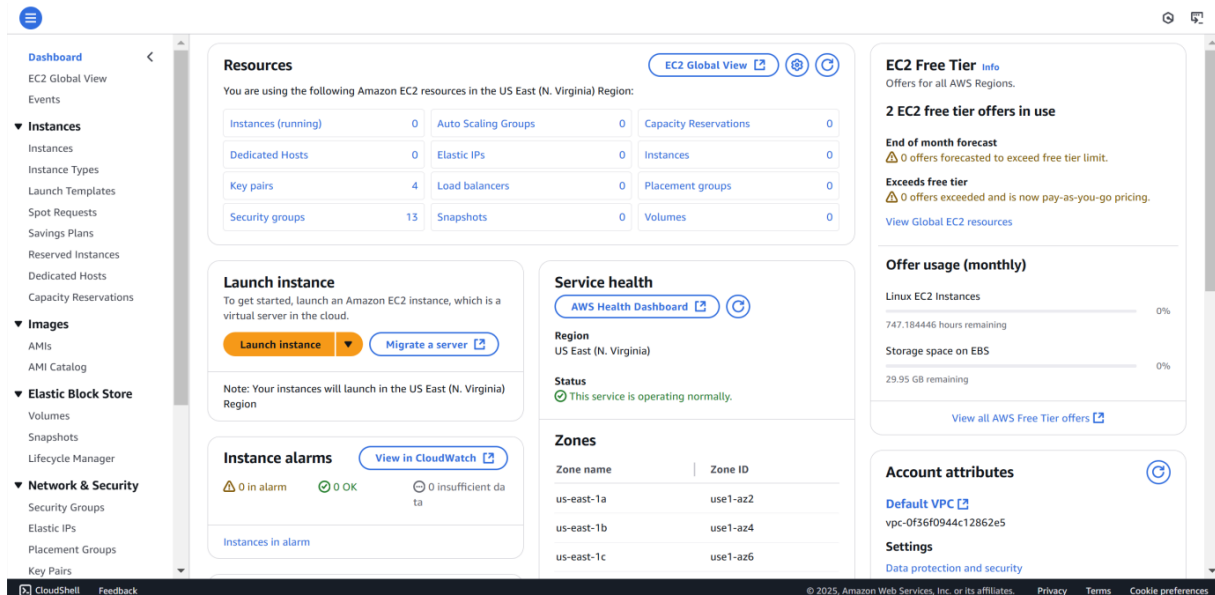 Dashboard
EC2 Global View
Events
Instances
Instances
Instance Types
Launch Templates
Spot Requests
Savings Plans
Reserved Instances
Dedicated Hosts
Capacity Reservations
Images
AMIs
AMI Catalog
Elastic Block Store
Volumes
Snapshots
Lifecycle Manager
Network & Security
Security Groups
Elastic IPs
Placement Groups
Key Pairs
Resources
EC2 Global View
You are using the following Amazon EC2 resources in the US East (N. Virginia) Region:
Instances (running) 0 Auto Scaling Groups 0 Capacity Reservations 0
Dedicated Hosts 0 Elastic IPs 0 Instances 0
Key pairs 4 Load balancers 0 Placement groups 0
Security groups 13 Snapshots 0 Volumes 0
Launch instance
To get started, launch an Amazon EC2 instance, which is a
virtual server in the cloud.
Launch instance Migrate a server
Note: Your instances will launch in the US East (N. Virginia)
Region
Instance alarms View in CloudWatch
0 in alarm 0 OK 0 insufficient da
ta
Instances in alarm
Service health
AWS Health Dashboard
Region
US East (N. Virginia)
Status
This service is operating normally.
Zones
Zone name Zone ID
us-east-1a use1-az2
us-east-1b use1-az4
us-east-1c use1-az6
EC2 Free Tier Info
Offers for all AWS Regions.
2 EC2 free tier offers in use
End of month forecast
0 offers forecasted to exceed free tier limit.
Exceeds free tier
0 offers exceeded and is now pay-as-you-go pricing.
View Global EC2 resources
Offer usage (monthly)
Linux EC2 Instances
0%
747.184446 hours remaining
Storage space on EBS
0%
29.95 GB remaining
View all AWS Free Tier offers
Account attributes
Default VPC
vpc-0f36f0944c12862e5
Settings
Data protection and security
CloudShell Feedback © 2025, Amazon Web Services, Inc. or its affiliates. Privacy Terms Cookie preferences